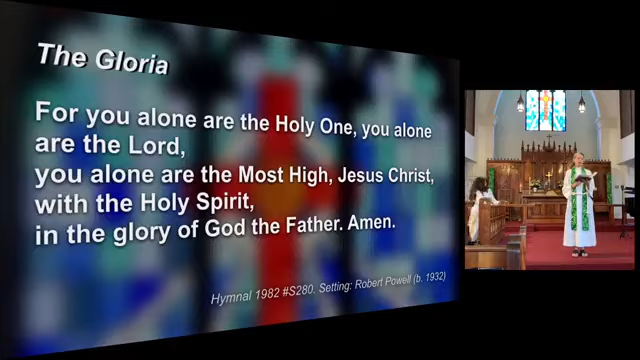 The Gloria
For you alone are the Holy One, you alone
are the Lord,
you alone are the Most High, Jesus Christ,
with the Holy Spirit,
in the glory of God the Father. Amen.
Hymnal 1982 #S280. Setting: Robert Powell (b. 1932)